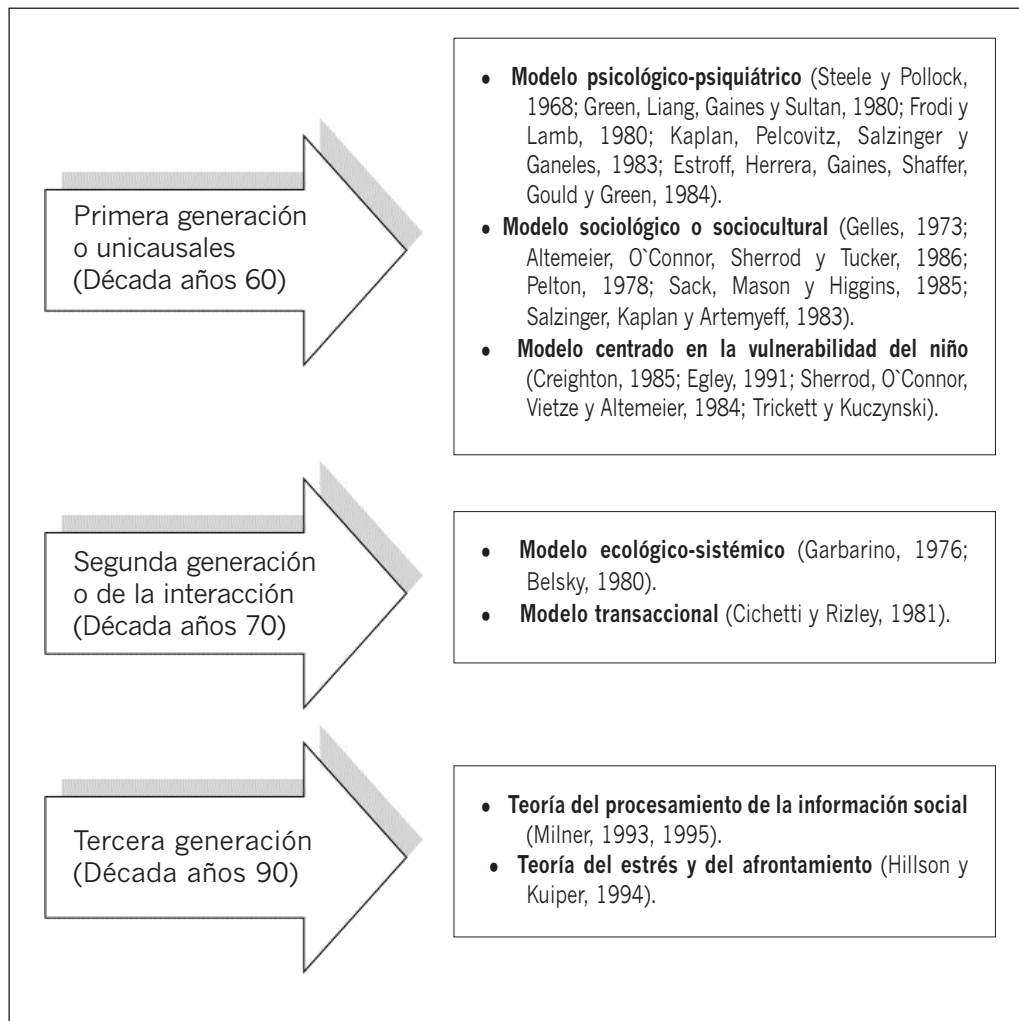 Primera generación
o unicausales
(Década años 60)
• Modelo psicológico-psiquiátrico (Steele y Pollock,
1968; Green, Liang, Gaines y Sultan, 1980; Frodi y
Lamb, 1980; Kaplan, Pelcovitz, Salzinger y
Ganeles, 1983; Estroff, Herrera, Gaines, Shaffer,
Gould y Green, 1984).
• Modelo sociológico o sociocultural (Gelles, 1973;
Altemeier, O`Connor, Sherrod y Tucker, 1986;
Pelton, 1978; Sack, Mason y Higgins, 1985;
Salzinger, Kaplan y Artemyeff, 1983).
• Modelo centrado en la vulnerabilidad del niño
(Creighton, 1985; Egley, 1991; Sherrod, O`Connor,
Vietze y Altemeier, 1984; Trickett y Kuczynski).
Segunda generación
o de la interacción
(Década años 70)
• Modelo ecológico-sistémico (Garbarino, 1976;
Belsky, 1980).
• Modelo transaccional (Cichetti y Rizley, 1981).
Tercera generación
(Década años 90)
• Teoría del procesamiento de la información social
(Milner, 1993, 1995).
• Teoría del estrés y del afrontamiento (Hillson y
Kuiper, 1994).